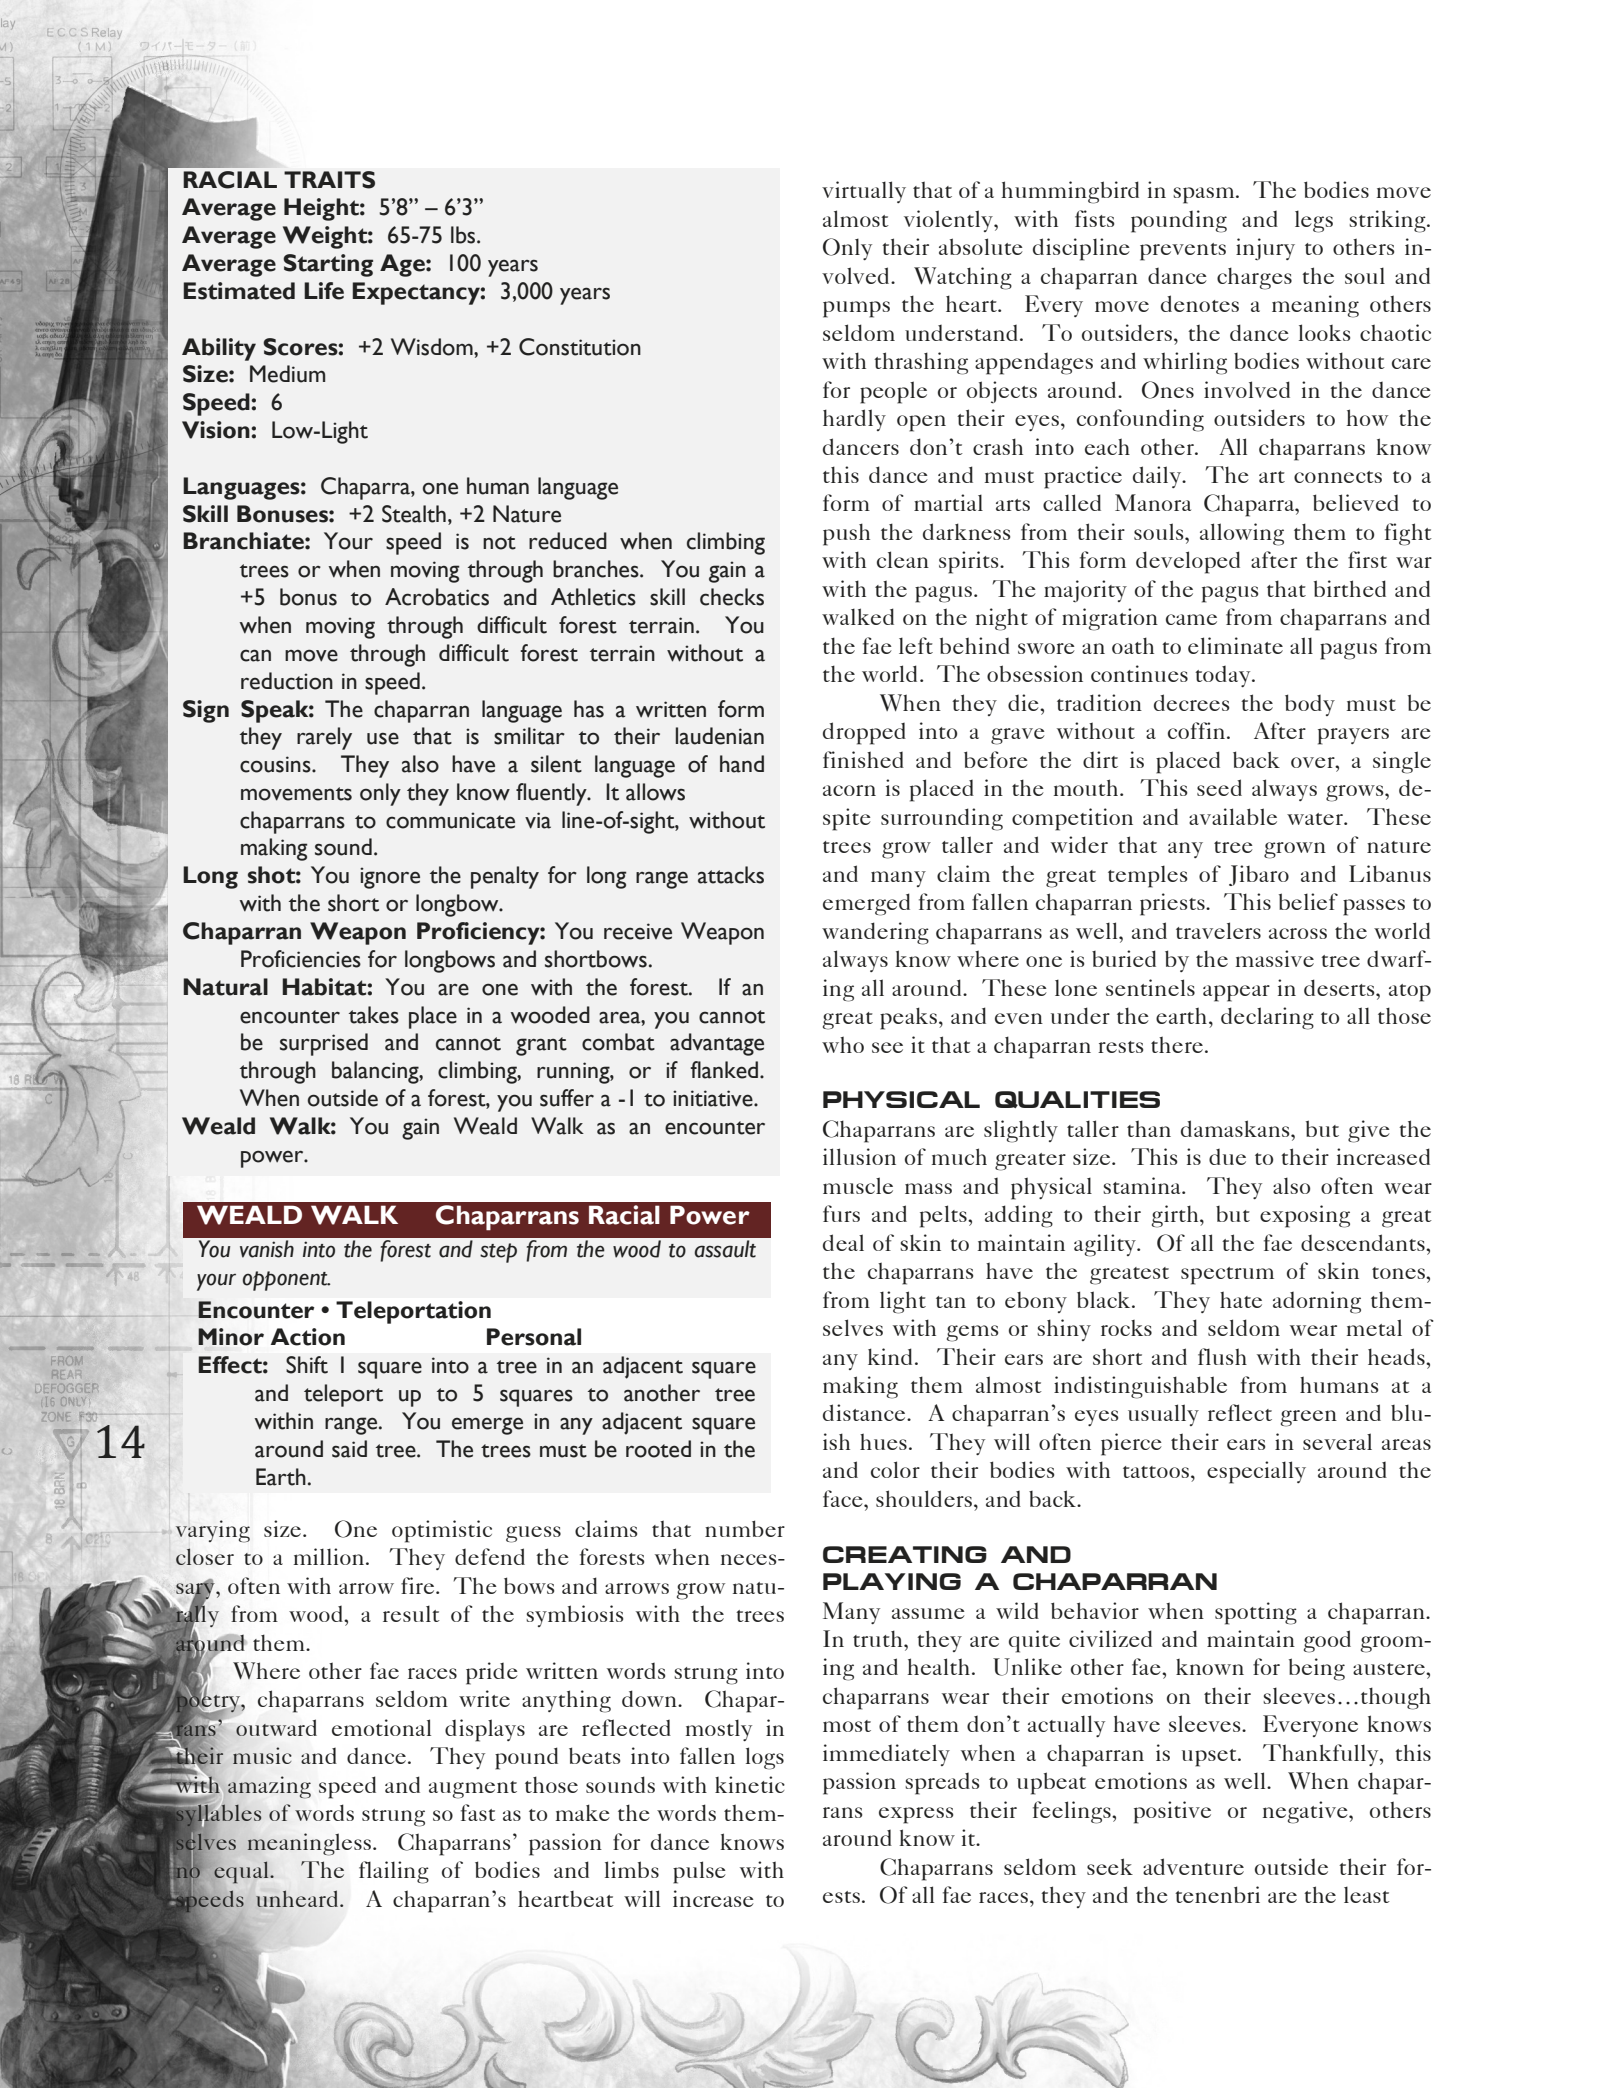 RACIAL TRAITS
Average Height: 5’8” – 6’3”
Average Weight: 65-75 lbs.
Average Starting Age: 100 years
Estimated Life Expectancy: 3,000 years
Ability Scores: +2 Wisdom, +2 Constitution
Size: Medium
Speed: 6
Vision: Low-Light
Languages: Chaparra, one human language
Skill Bonuses: +2 Stealth, +2 Nature
Branchiate: Your speed is not reduced when climbing
trees or when moving through branches. You gain a
+5 bonus to Acrobatics and Athletics skill checks
when moving through difficult forest terrain. You
can move through difficult forest terrain without a
reduction in speed.
Sign Speak: The chaparran language has a written form
they rarely use that is smilitar to their laudenian
cousins. They also have a silent language of hand
movements only they know fluently. It allows
chaparrans to communicate via line-of-sight, without
making sound.
Long shot: You ignore the penalty for long range attacks
with the short or longbow.
Chaparran Weapon Proficiency: You receive Weapon
Proficiencies for longbows and shortbows.
Natural Habitat: You are one with the forest. If an
encounter takes place in a wooded area, you cannot
be surprised and cannot grant combat advantage
through balancing, climbing, running, or if flanked.
When outside of a forest, you suffer a -1 to initiative.
Weald Walk: You gain Weald Walk as an encounter
power.
WEALD WALK Chaparrans Racial Power
You vanish into the forest and step from the wood to assault
your opponent.
Encounter • Teleportation
Minor Action Personal
Effect: Shift 1 square into a tree in an adjacent square
and teleport up to 5 squares to another tree
within range. You emerge in any adjacent square
around said tree. The trees must be rooted in the
Earth.
varying size. One optimistic guess claims that number
closer to a million. They defend the forests when neces-
sary, often with arrow fire. The bows and arrows grow natu-
rally from wood, a result of the symbiosis with the trees
around them.
Where other fae races pride written words strung into
poetry, chaparrans seldom write anything down. Chapar-
rans’ outward emotional displays are reflected mostly in
their music and dance. They pound beats into fallen logs
with amazing speed and augment those sounds with kinetic
syllables of words strung so fast as to make the words them-
selves meaningless. Chaparrans’ passion for dance knows
no equal. The flailing of bodies and limbs pulse with
speeds unheard. A chaparran’s heartbeat will increase to
virtually that of a hummingbird in spasm. The bodies move
almost violently, with fists pounding and legs striking.
Only their absolute discipline prevents injury to others in-
volved. Watching a chaparran dance charges the soul and
pumps the heart. Every move denotes a meaning others
seldom understand. To outsiders, the dance looks chaotic
with thrashing appendages and whirling bodies without care
for people or objects around. Ones involved in the dance
hardly open their eyes, confounding outsiders to how the
dancers don’t crash into each other. All chaparrans know
this dance and must practice daily. The art connects to a
form of martial arts called Manora Chaparra, believed to
push the darkness from their souls, allowing them to fight
with clean spirits. This form developed after the first war
with the pagus. The majority of the pagus that birthed and
walked on the night of migration came from chaparrans and
the fae left behind swore an oath to eliminate all pagus from
the world. The obsession continues today.
When they die, tradition decrees the body must be
dropped into a grave without a coffin. After prayers are
finished and before the dirt is placed back over, a single
acorn is placed in the mouth. This seed always grows, de-
spite surrounding competition and available water. These
trees grow taller and wider that any tree grown of nature
and many claim the great temples of Jibaro and Libanus
emerged from fallen chaparran priests. This belief passes to
wandering chaparrans as well, and travelers across the world
always know where one is buried by the massive tree dwarf-
ing all around. These lone sentinels appear in deserts, atop
great peaks, and even under the earth, declaring to all those
who see it that a chaparran rests there.
PHYSICAL QUALITIES
Chaparrans are slightly taller than damaskans, but give the
illusion of much greater size. This is due to their increased
muscle mass and physical stamina. They also often wear
furs and pelts, adding to their girth, but exposing a great
deal of skin to maintain agility. Of all the fae descendants,
the chaparrans have the greatest spectrum of skin tones,
from light tan to ebony black. They hate adorning them-
selves with gems or shiny rocks and seldom wear metal of
any kind. Their ears are short and flush with their heads,
making them almost indistinguishable from humans at a
distance. A chaparran’s eyes usually reflect green and blu-
ish hues. They will often pierce their ears in several areas
and color their bodies with tattoos, especially around the
face, shoulders, and back.
CREATING AND
PLAYING A CHAPARRAN
Many assume a wild behavior when spotting a chaparran.
In truth, they are quite civilized and maintain good groom-
ing and health. Unlike other fae, known for being austere,
chaparrans wear their emotions on their sleeves…though
most of them don’t actually have sleeves. Everyone knows
immediately when a chaparran is upset. Thankfully, this
passion spreads to upbeat emotions as well. When chapar-
rans express their feelings, positive or negative, others
around know it.
Chaparrans seldom seek adventure outside their for-
ests. Of all fae races, they and the tenenbri are the least
14
ECCS Relay
(1M)
ワイパーモーター (前)
FROM
REAR
DEFOGGER
(16 ONLY)
ZONE F30
G
18 BRN
B